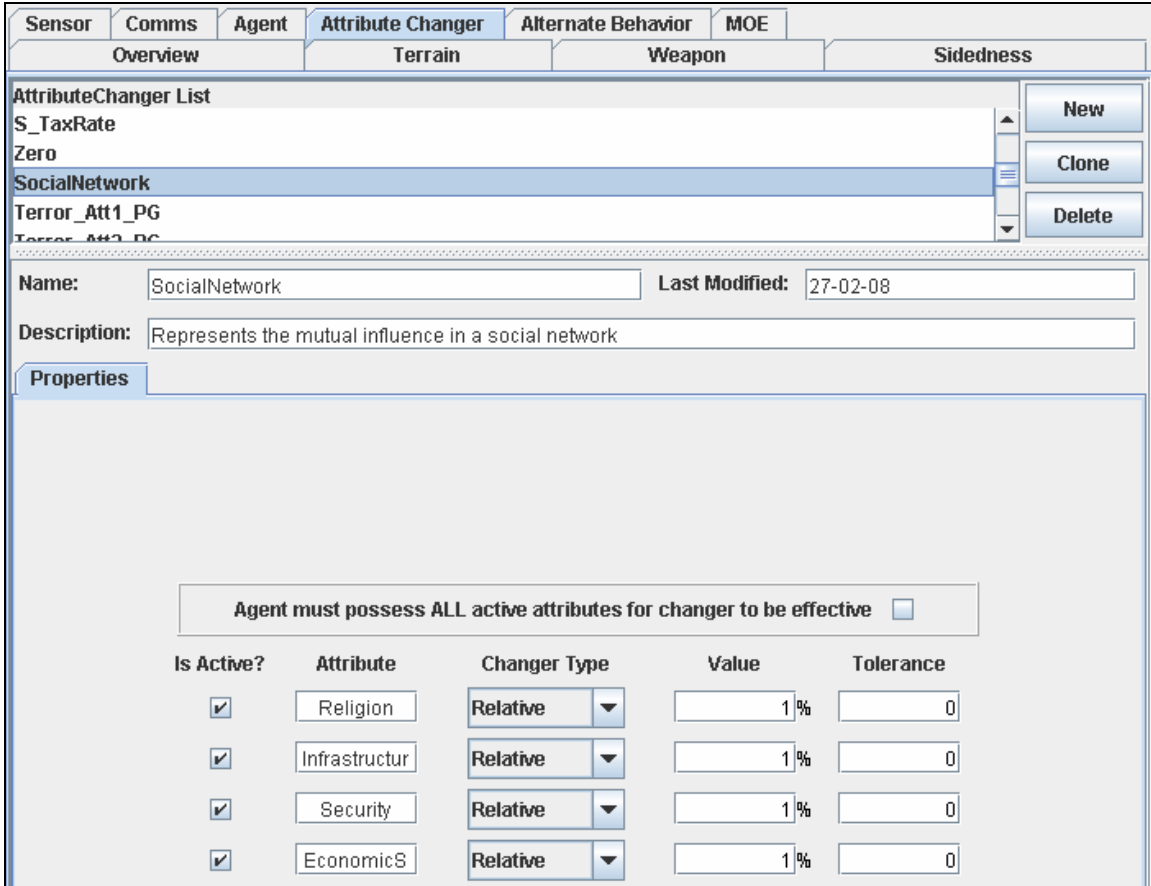 Sensor Comms Agent Attribute Changer Alternate Behavior MOE
Overview Terrain Weapon Sidedness
AttributeChanger List
New
S_TaxRate
Zero
Clone
SocialNetwork
Terror_Att1_PG
Delete
Terror_Att2_PG
Name: SocialNetwork Last Modified: 27-02-08
Description: Represents the mutual influence in a social network
Properties
Agent must possess ALL active attributes for changer to be effective
Is Active? Attribute Changer Type Value Tolerance
Religion Relative 1% 0
Infrastructur Relative 1% 0
Security Relative 1% 0
EconomicS Relative 1% 0